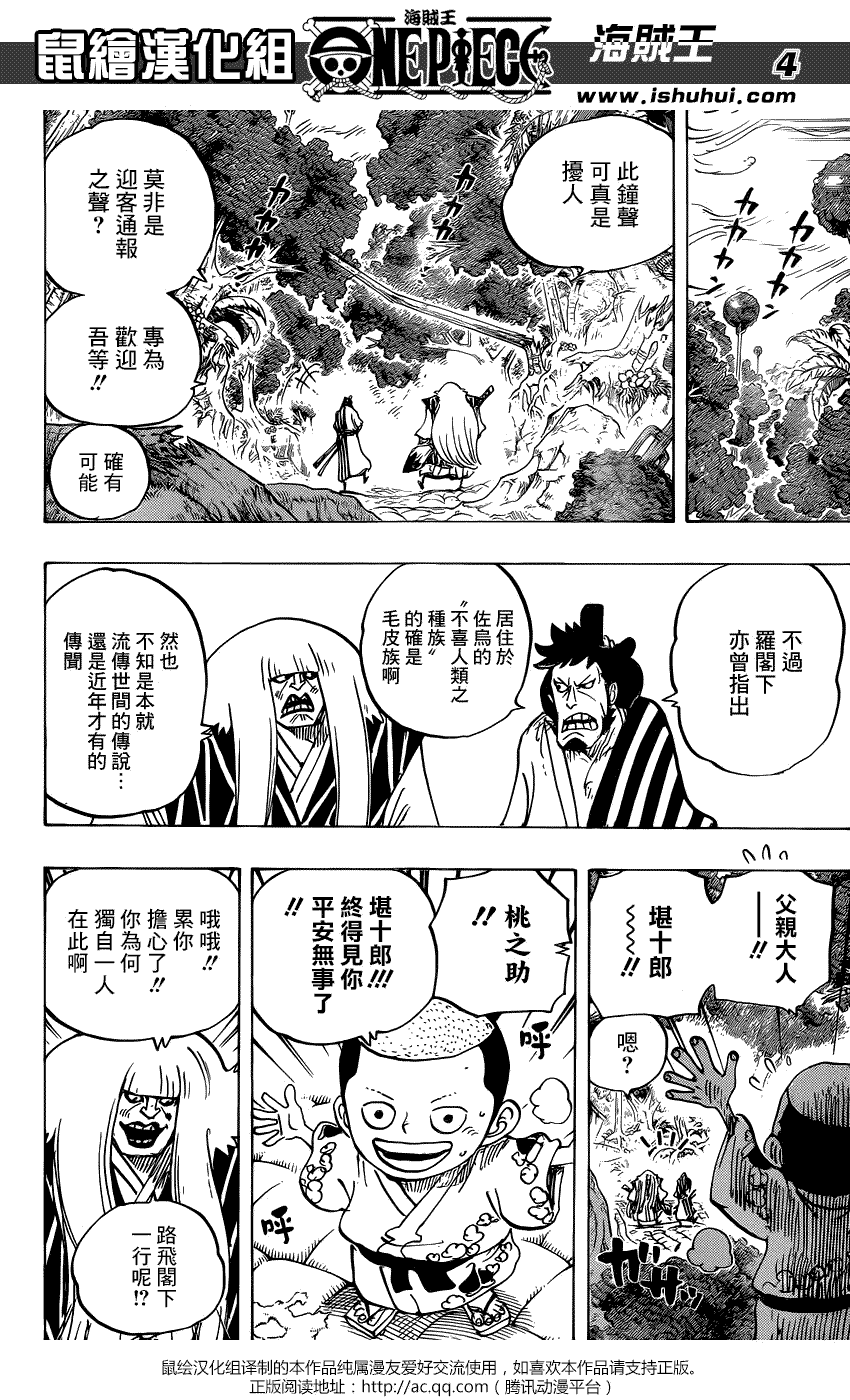 鼠繪漢化組
海賊王
ONE PIECE
海賊王
4
www.ishuhui.com
カカカン
此鐘聲
可真是
擾人
カカカ
カカ
莫非是
迎客通報
之聲?
專為
歡迎
吾等!!
確有
可能
不過
羅閣下
亦曾指出
居住於
佐烏的
〝不喜人類之
種族〞
的確是
毛皮族啊
然也
不知是本就
流傳世間的傳說…
還是近年才有的
傳聞
父親大人
——!!
堪十郎
~~~!!
嗯?
ガサッ
桃之助
!!
堪十郎!!!
終得見你
平安無事了
!!
呼
呼
哦哦!!
累你
擔心了!!
你為何
獨自一人
在此啊
路飛閣下
一行呢!?
鼠绘汉化组译制的本作品纯属漫友爱好交流使用，如喜欢本作品请支持正版。
正版阅读地址：http://ac.qq.com（腾讯动漫平台）